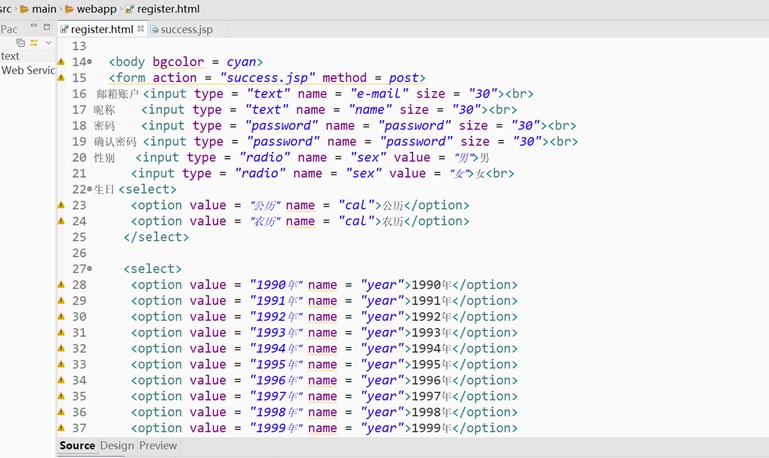 src > main > webapp > register.html
Pac
register.html success.jsp
text
Web Servic
13
14 <body bgcolor = cyan>
15 <form action = "success.jsp" method = post>
16 邮箱账户 <input type = "text" name = "e-mail" size = "30"><br>
17 昵称 <input type = "text" name = "name" size = "30"><br>
18 密码 <input type = "password" name = "password" size = "30"><br>
19 确认密码 <input type = "password" name = "password" size = "30"><br>
20 性别 <input type = "radio" name = "sex" value = "男">男
21 <input type = "radio" name = "sex" value = "女">女<br>
22 生日 <select>
23 <option value = "公历" name = "cal">公历</option>
24 <option value = "农历" name = "cal">农历</option>
25 </select>
26
27 <select>
28 <option value = "1990年" name = "year">1990年</option>
29 <option value = "1991年" name = "year">1991年</option>
30 <option value = "1992年" name = "year">1992年</option>
31 <option value = "1993年" name = "year">1993年</option>
32 <option value = "1994年" name = "year">1994年</option>
33 <option value = "1995年" name = "year">1995年</option>
34 <option value = "1996年" name = "year">1996年</option>
35 <option value = "1997年" name = "year">1997年</option>
36 <option value = "1998年" name = "year">1998年</option>
37 <option value = "1999年" name = "year">1999年</option>
Source Design Preview